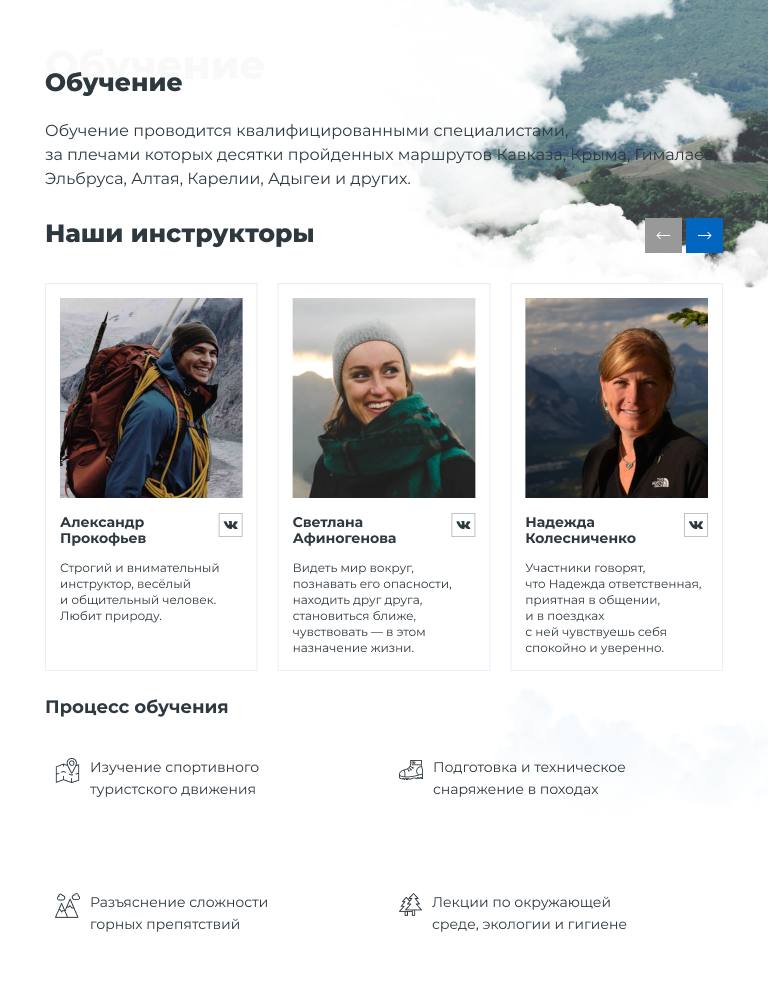 Обучение
Обучение
Обучение проводится квалифицированными специалистами,
за плечами которых десятки пройденных маршрутов Кавказа, Крыма, Гималаев,
Эльбруса, Алтая, Карелии, Адыгеи и других.
Наши инструкторы
Александр
Прокофьев
Строгий и внимательный
инструктор, весёлый
и общительный человек.
Любит природу.
Светлана
Афиногенова
Видеть мир вокруг,
познавать его опасности,
находить друг друга,
становиться ближе,
чувствовать — в этом
назначение жизни.
THE NORTH FACE
Надежда
Колесниченко
Участники говорят,
что Надежда ответственная,
приятная в общении,
и в поездках
с ней чувствуешь себя
спокойно и уверенно.
Процесс обучения
Изучение спортивного
туристского движения
Подготовка и техническое
снаряжение в походах
Разъяснение сложности
горных препятствий
Лекции по окружающей
среде, экологии и гигиене